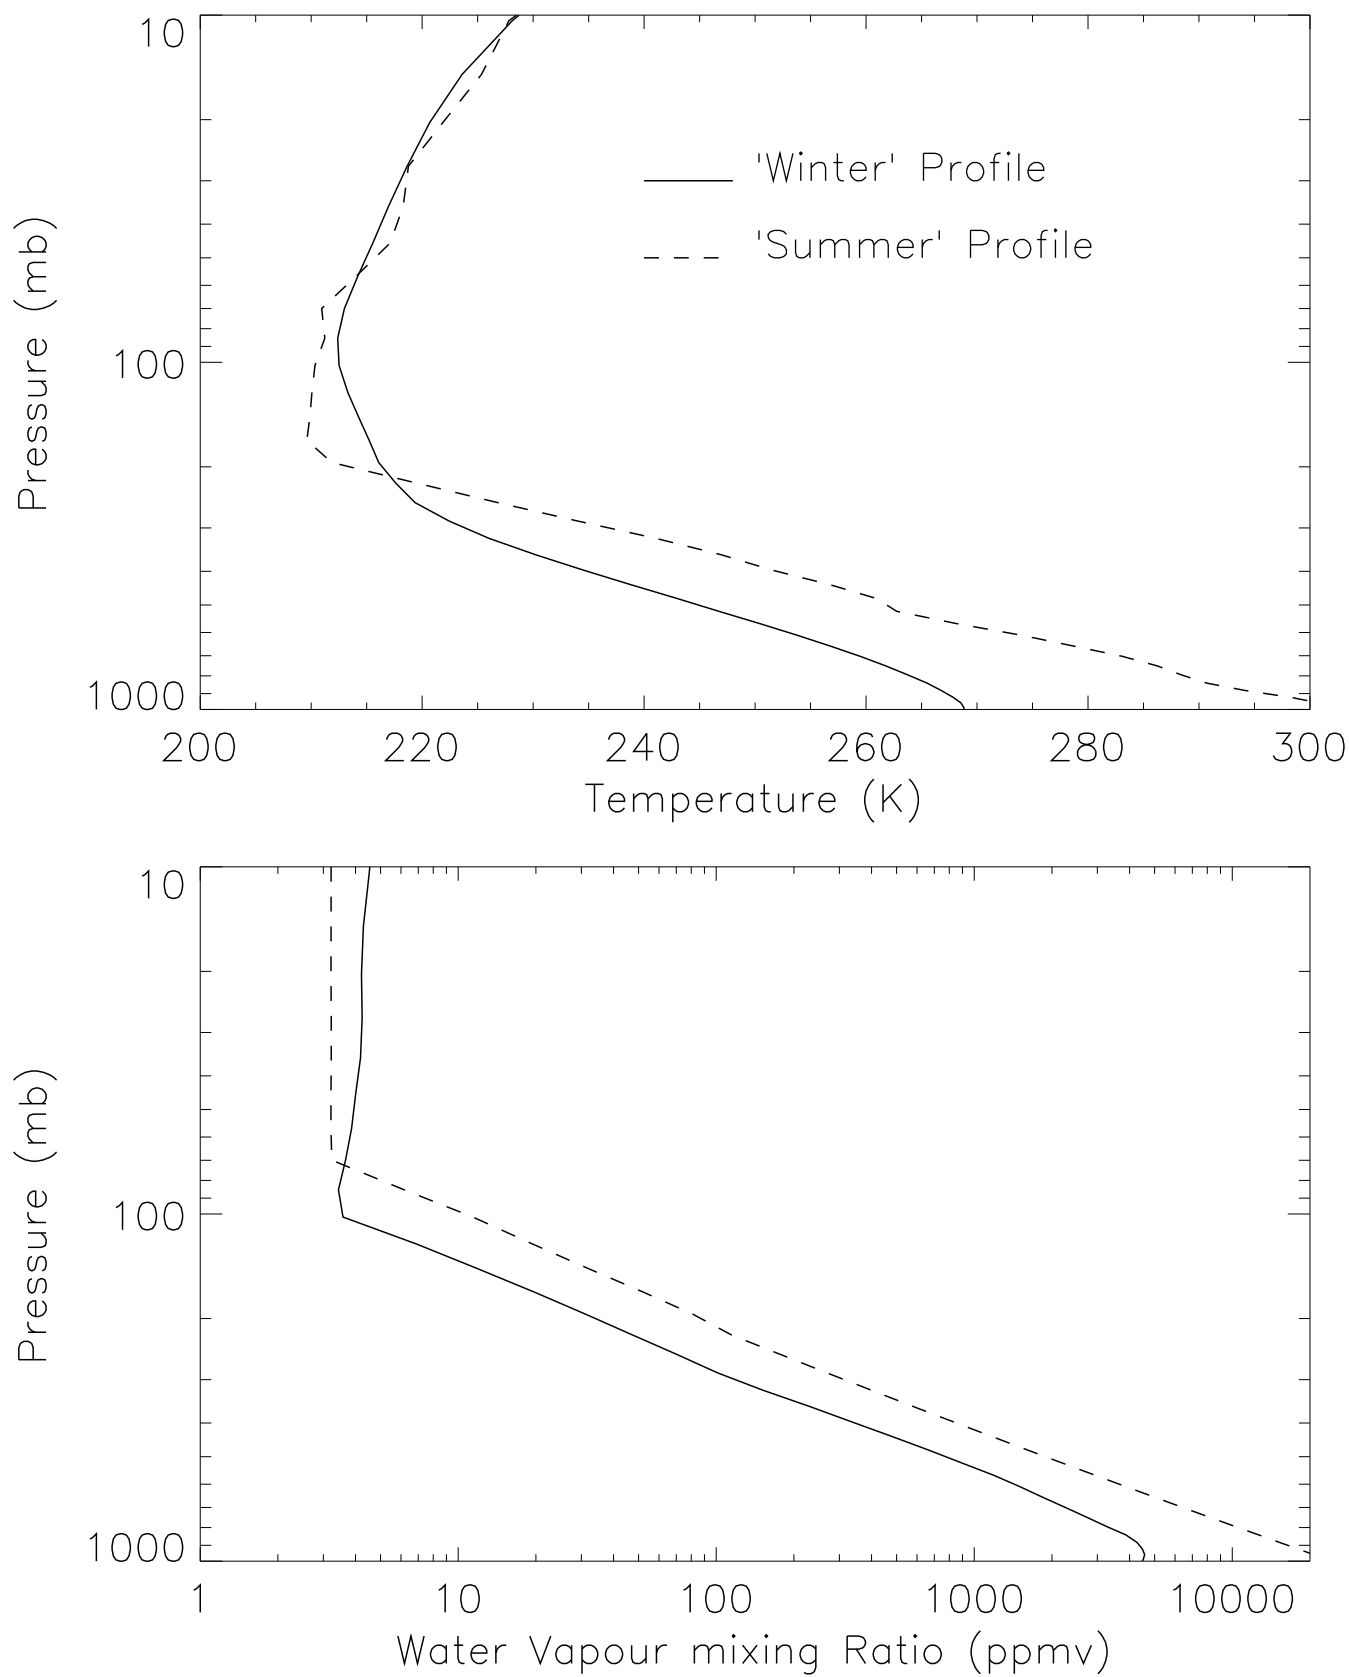 10
'Winter' Profile
'Summer' Profile
Pressure (mb)
100
1000
200 220 240 260 280 300
Temperature (K)
10
Pressure (mb)
100
1000
1 10 100 1000 10000
Water Vapour mixing Ratio (ppmv)